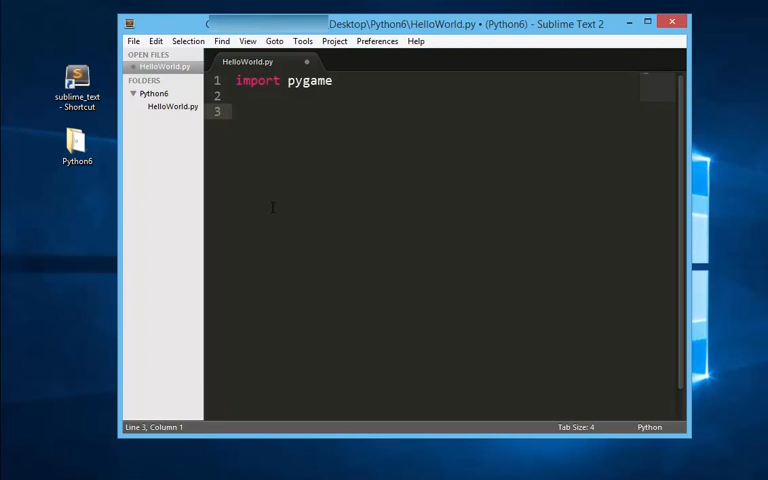 Desktop\Python6\HelloWorld.py • (Python6) - Sublime Text 2
File Edit Selection Find View Goto Tools Project Preferences Help
OPEN FILES
HelloWorld.py
FOLDERS
Python6
HelloWorld.py
HelloWorld.py
1 import pygame
2
3
sublime_text
- Shortcut
Python6
Line 3, Column 1
Tab Size: 4
Python